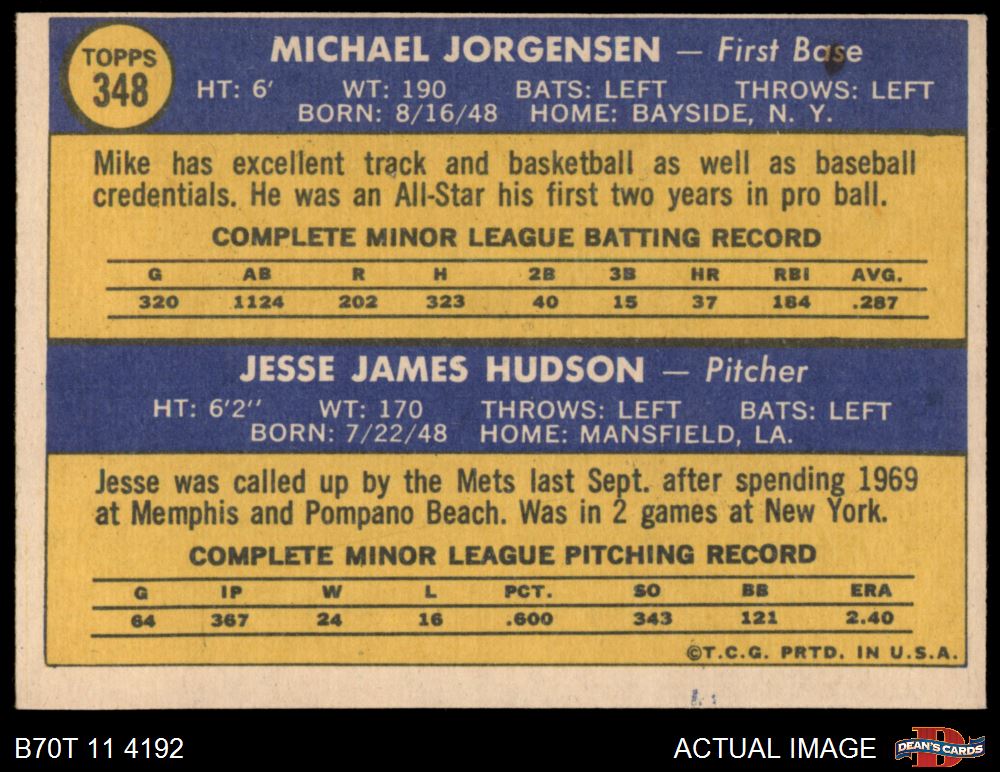 TOPPS
348
MICHAEL JORGENSEN — First Base
HT: 6' WT: 190 BATS: LEFT THROWS: LEFT
BORN: 8/16/48 HOME: BAYSIDE, N. Y.
Mike has excellent track and basketball as well as baseball
credentials. He was an All-Star his first two years in pro ball.
COMPLETE MINOR LEAGUE BATTING RECORD
G AB R H 2B 3B HR RBI AVG.
320 1124 202 323 40 15 37 184 .287
JESSE JAMES HUDSON — Pitcher
HT: 6'2'' WT: 170 THROWS: LEFT BATS: LEFT
BORN: 7/22/48 HOME: MANSFIELD, LA.
Jesse was called up by the Mets last Sept. after spending 1969
at Memphis and Pompano Beach. Was in 2 games at New York.
COMPLETE MINOR LEAGUE PITCHING RECORD
G IP W L PCT. SO BB ERA
64 367 24 16 .600 343 121 2.40
©T.C.G. PRTD. IN U.S.A.
B70T 11 4192
ACTUAL IMAGE
D
DEAN'S CARDS